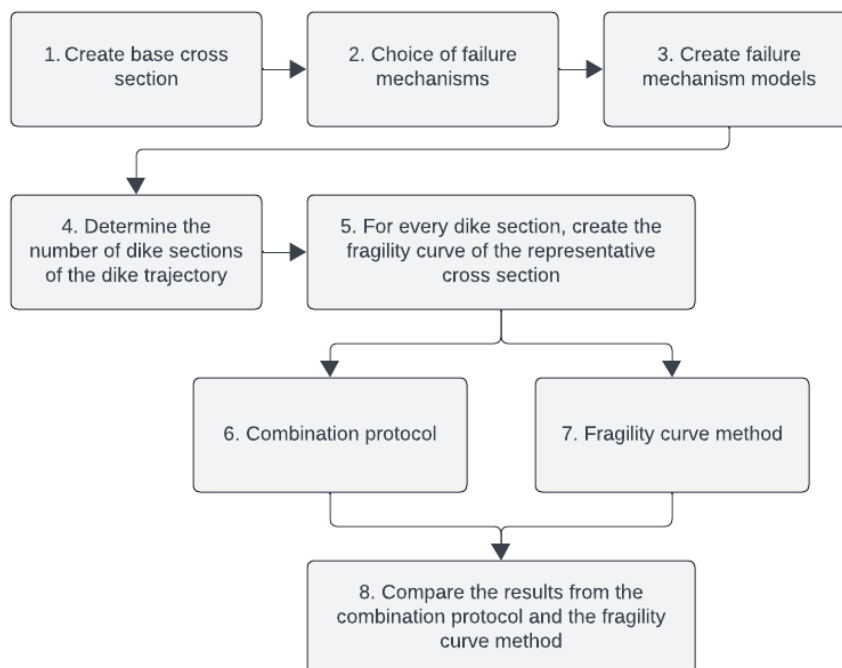 1. Create base cross
section
2. Choice of failure
mechanisms
3. Create failure
mechanism models
4. Determine the
number of dike sections
of the dike trajectory
5. For every dike section, create the
fragility curve of the representative
cross section
6. Combination protocol
7. Fragility curve method
8. Compare the results from the
combination protocol and the fragility
curve method